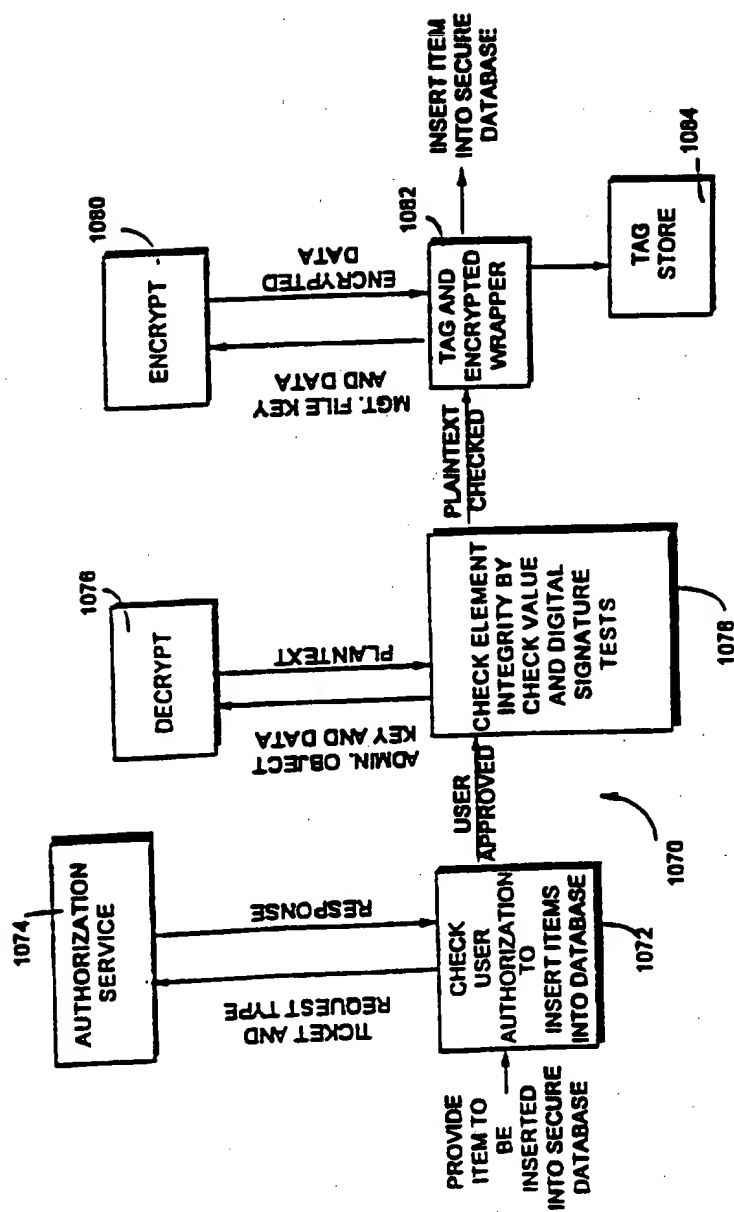 PROVIDE
ITEM TO
BE
INSERTED
INTO SECURE
DATABASE
CHECK
USER
AUTHORIZATION
TO
INSERT ITEMS
INTO DATABASE
1072
TICKET AND
REQUEST TYPE
RESPONSE
AUTHORIZATION
SERVICE
1074
USER
APPROVED
1070
CHECK ELEMENT
INTEGRITY BY
CHECK VALUE
AND DIGITAL
SIGNATURE
TESTS
1078
ADMIN. OBJECT
KEY AND DATA
PLAINTEXT
DECRYPT
1076
PLAINTEXT
CHECKED
TAG AND
ENCRYPTED
WRAPPER
1082
MGT. FILE KEY
AND DATA
ENCRYPTED
DATA
ENCRYPT
1080
INSERT ITEM
INTO SECURE
DATABASE
TAG
STORE
1084